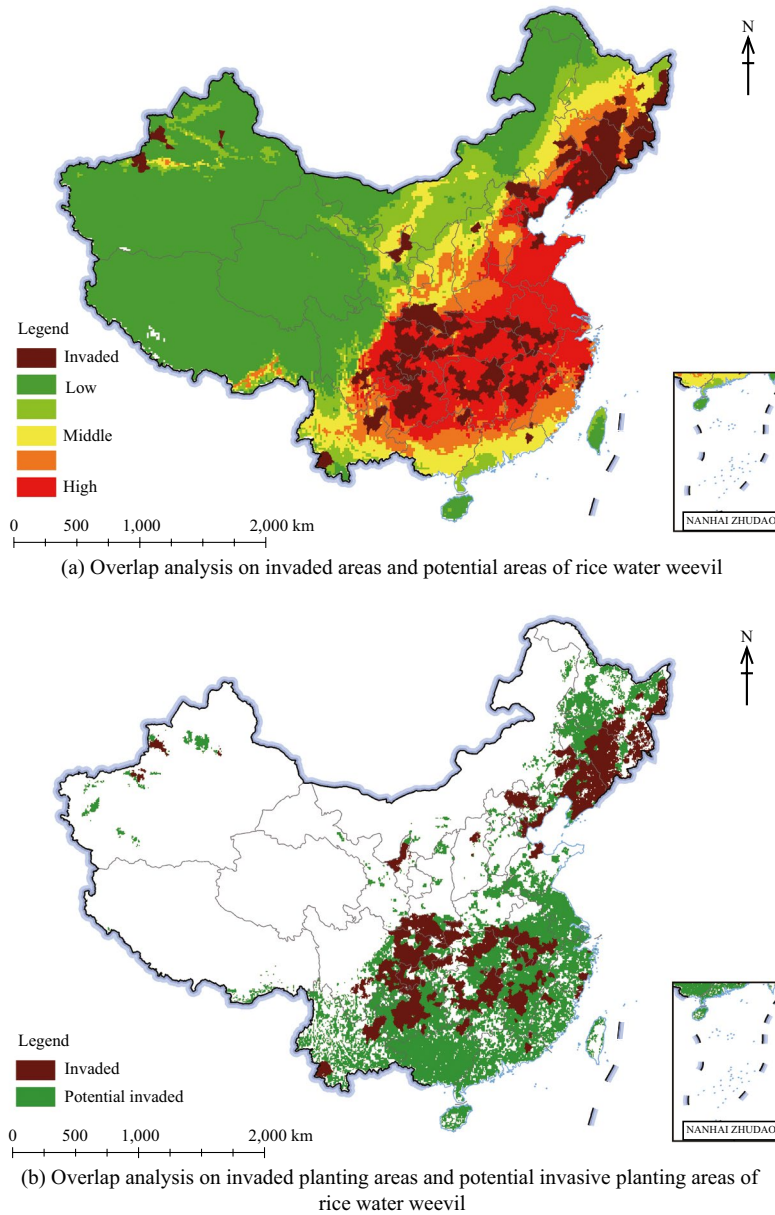 N
Legend
Invaded
Low
Middle
High
0 500 1,000 2,000 km
NANHAI ZHUDAO
(a) Overlap analysis on invaded areas and potential areas of rice water weevil
N
Legend
Invaded
Potential invaded
0 500 1,000 2,000 km
NANHAI ZHUDAO
(b) Overlap analysis on invaded planting areas and potential invasive planting areas of
rice water weevil